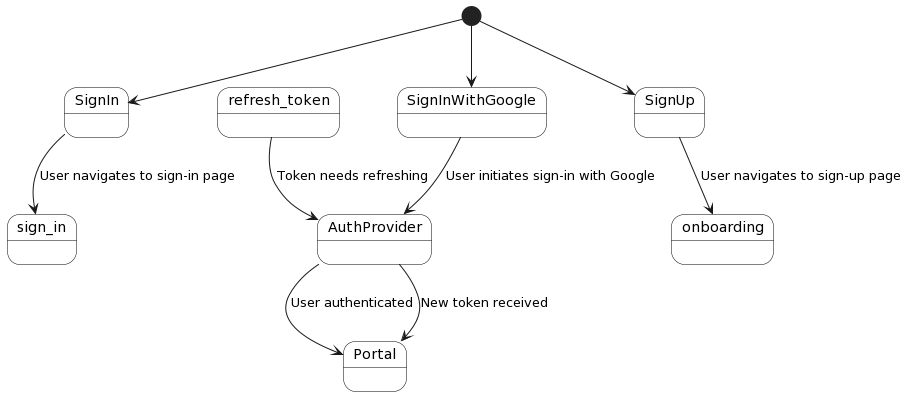 SignIn
refresh_token
SignInWithGoogle
SignUp
User navigates to sign-in page
Token needs refreshing
User initiates sign-in with Google
User navigates to sign-up page
sign_in
AuthProvider
onboarding
User authenticated
New token received
Portal